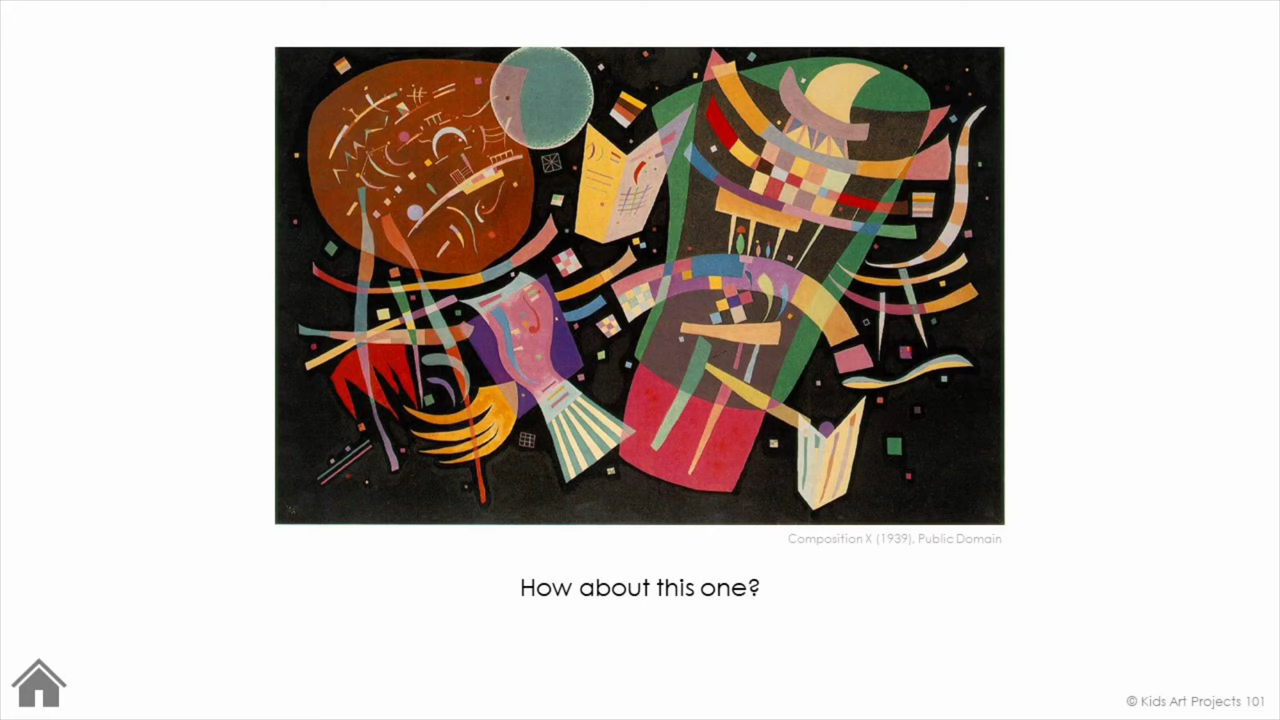 Composition X (1939), Public Domain
How about this one?
© Kids Art Projects 101